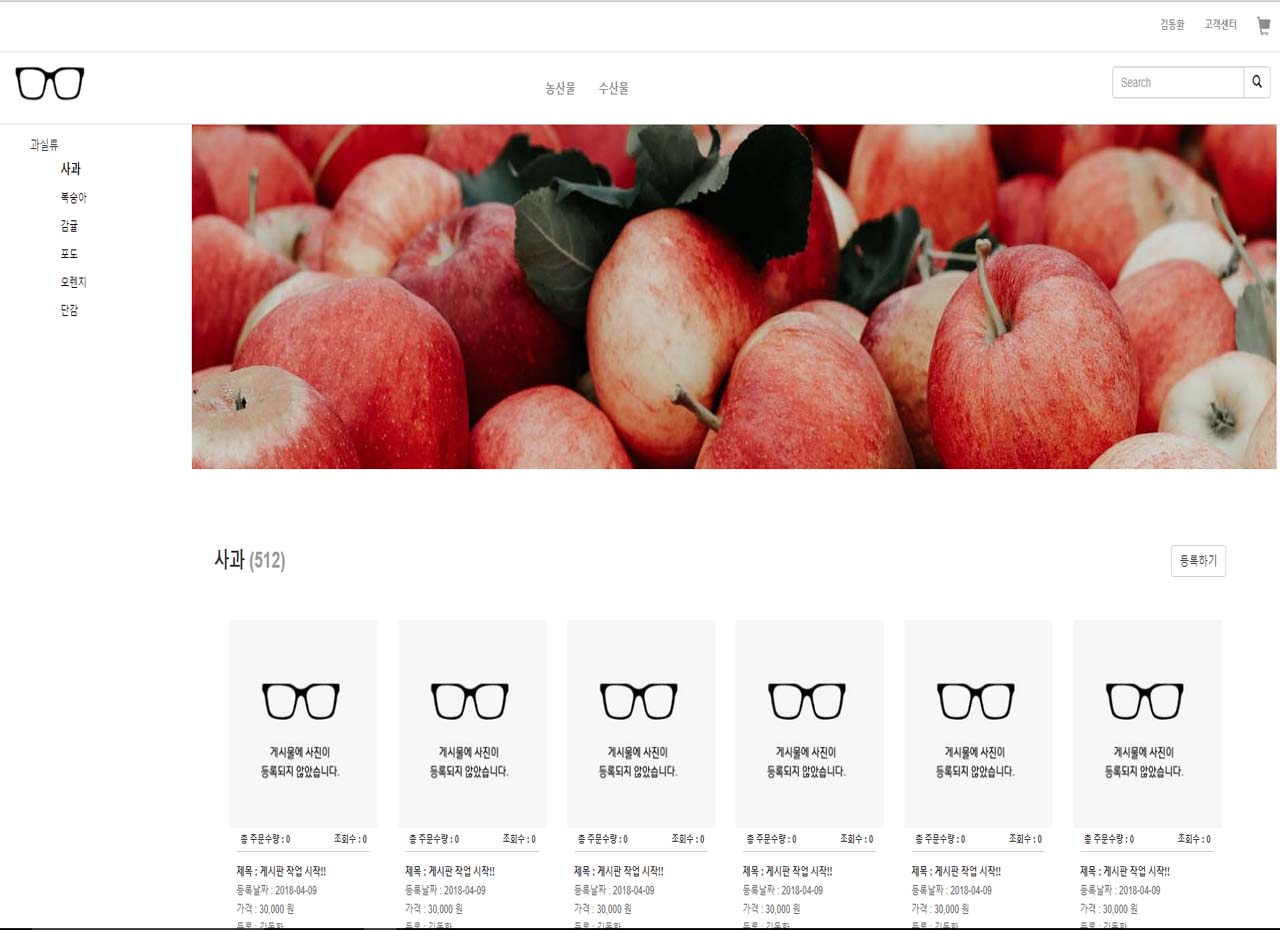 김동환 고객센터
농산물 수산물
Search
과실류
사과
복숭아
감귤
포도
오렌지
단감
사과 (512)
등록하기
게시물에 사진이 게시물에 사진이 게시물에 사진이 게시물에 사진이 게시물에 사진이 게시물에 사진이
등록되지 않았습니다. 등록되지 않았습니다. 등록되지 않았습니다. 등록되지 않았습니다. 등록되지 않았습니다. 등록되지 않았습니다.
총 주문수량 : 0 조회수 : 0 총 주문수량 : 0 조회수 : 0 총 주문수량 : 0 조회수 : 0 총 주문수량 : 0 조회수 : 0 총 주문수량 : 0 조회수 : 0 총 주문수량 : 0 조회수 : 0
제목 : 게시판 작업 시작!! 제목 : 게시판 작업 시작!! 제목 : 게시판 작업 시작!! 제목 : 게시판 작업 시작!! 제목 : 게시판 작업 시작!! 제목 : 게시판 작업 시작!!
등록날짜 : 2018-04-09 등록날짜 : 2018-04-09 등록날짜 : 2018-04-09 등록날짜 : 2018-04-09 등록날짜 : 2018-04-09 등록날짜 : 2018-04-09
가격 : 30,000 원 가격 : 30,000 원 가격 : 30,000 원 가격 : 30,000 원 가격 : 30,000 원 가격 : 30,000 원